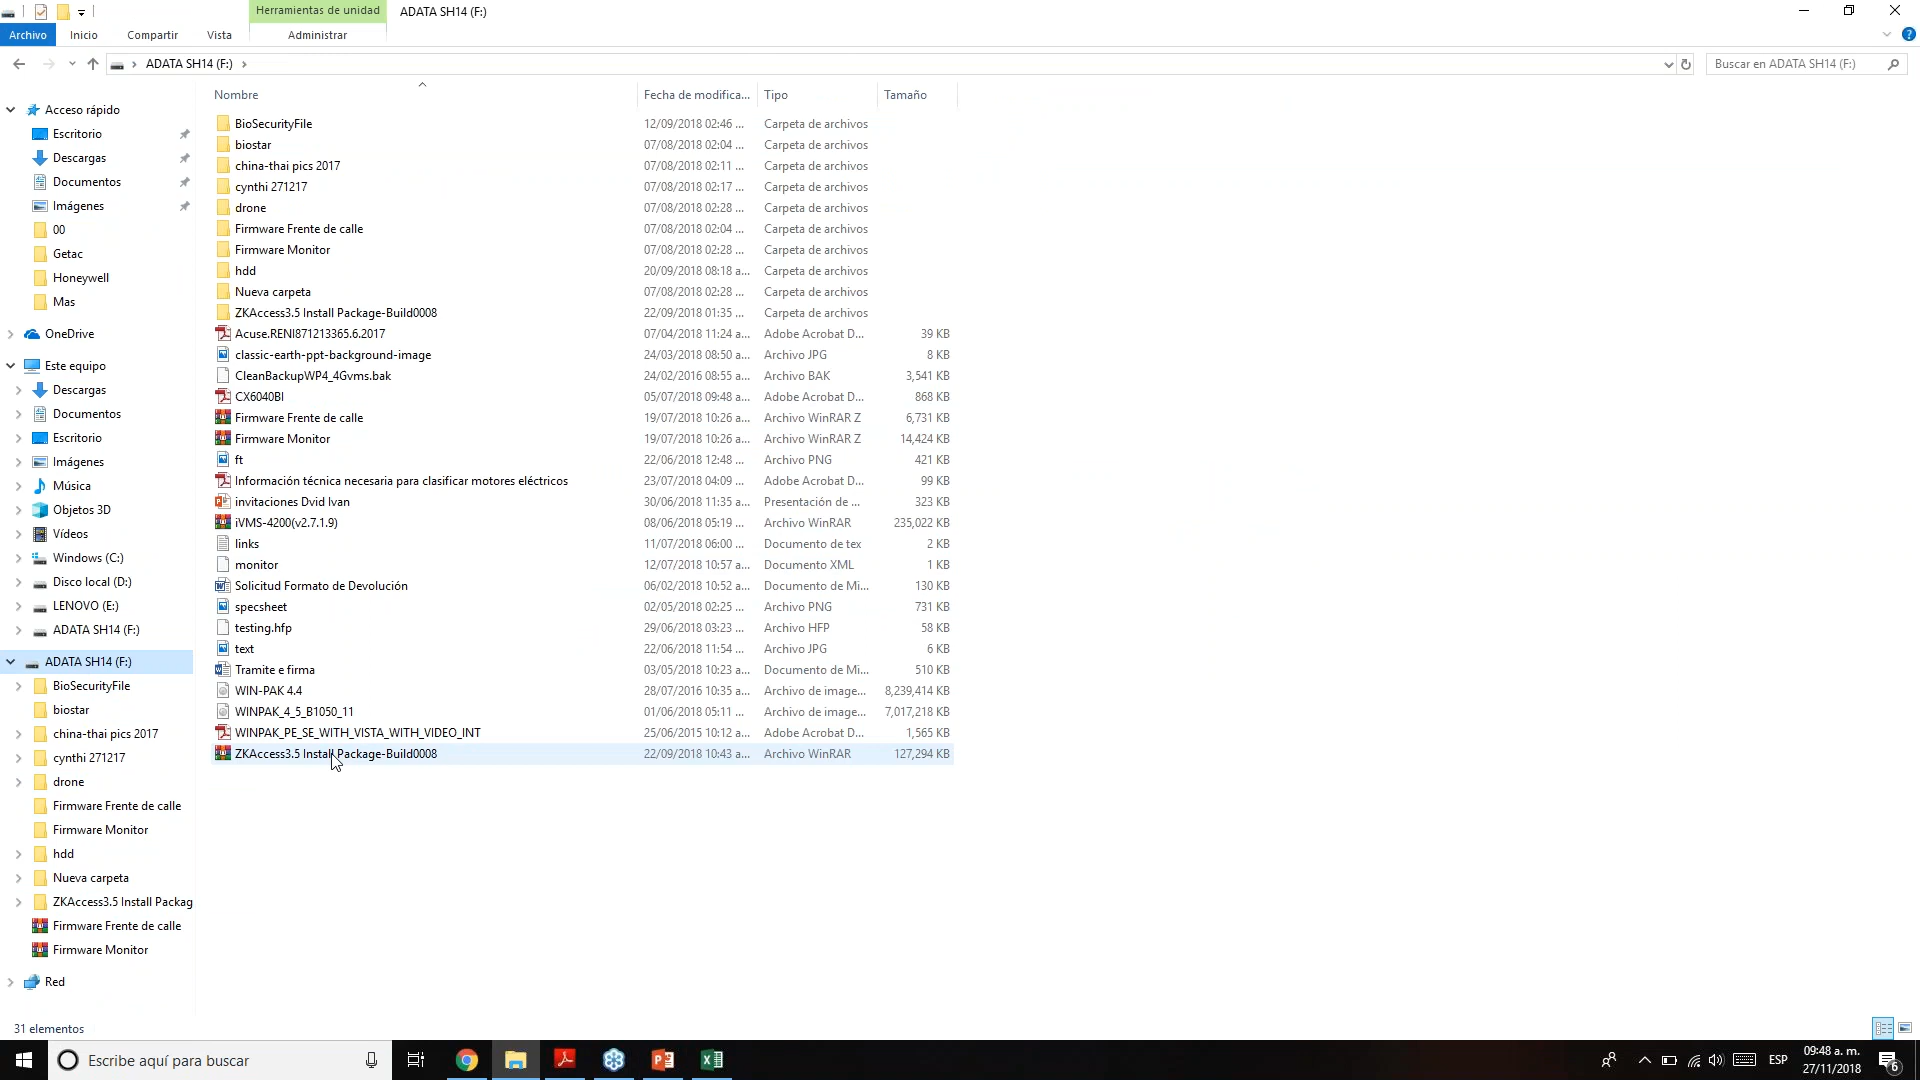 Herramientas de unidad
ADATA SH14 (F:)
Archivo
Inicio
Compartir
Vista
Administrar
ADATA SH14 (F:)
Buscar en ADATA SH14 (F:)
Nombre
Fecha de modifica...
Tipo
Tamaño
Acceso rápido
Escritorio
Descargas
Documentos
Imágenes
00
Getac
Honeywell
Mas
OneDrive
Este equipo
Descargas
Documentos
Escritorio
Imágenes
Música
Objetos 3D
Vídeos
Windows (C:)
Disco local (D:)
LENOVO (E:)
ADATA SH14 (F:)
ADATA SH14 (F:)
BioSecurityFile
biostar
china-thai pics 2017
cynthi 271217
drone
Firmware Frente de calle
Firmware Monitor
hdd
Nueva carpeta
ZKAccess3.5 Install Packag
Firmware Frente de calle
Firmware Monitor
Red
BioSecurityFile 12/09/2018 02:46 ... Carpeta de archivos
biostar 07/08/2018 02:04 ... Carpeta de archivos
china-thai pics 2017 07/08/2018 02:11 ... Carpeta de archivos
cynthi 271217 07/08/2018 02:17 ... Carpeta de archivos
drone 07/08/2018 02:28 ... Carpeta de archivos
Firmware Frente de calle 07/08/2018 02:04 ... Carpeta de archivos
Firmware Monitor 07/08/2018 02:28 ... Carpeta de archivos
hdd 20/09/2018 08:18 a... Carpeta de archivos
Nueva carpeta 07/08/2018 02:28 ... Carpeta de archivos
ZKAccess3.5 Install Package-Build0008 22/09/2018 01:35 ... Carpeta de archivos
Acuse.RENI871213365.6.2017 07/04/2018 11:24 a... Adobe Acrobat D... 39 KB
classic-earth-ppt-background-image 24/03/2018 08:50 a... Archivo JPG 8 KB
CleanBackupWP4_4Gvms.bak 24/02/2016 08:55 a... Archivo BAK 3,541 KB
CX6040BI 05/07/2018 09:48 a... Adobe Acrobat D... 868 KB
Firmware Frente de calle 19/07/2018 10:26 a... Archivo WinRAR Z 6,731 KB
Firmware Monitor 19/07/2018 10:26 a... Archivo WinRAR Z 14,424 KB
ft 22/06/2018 12:48 ... Archivo PNG 421 KB
Información técnica necesaria para clasificar motores eléctricos 23/07/2018 04:09 ... Adobe Acrobat D... 99 KB
invitaciones Dvid Ivan 30/06/2018 11:35 a... Presentación de ... 323 KB
iVMS-4200(v2.7.1.9) 08/06/2018 05:19 ... Archivo WinRAR 235,022 KB
links 11/07/2018 06:00 ... Documento de tex 2 KB
monitor 12/07/2018 10:57 a... Documento XML 1 KB
Solicitud Formato de Devolución 06/02/2018 10:52 a... Documento de Mi... 130 KB
specsheet 02/05/2018 02:25 ... Archivo PNG 731 KB
testing.hfp 29/06/2018 03:23 ... Archivo HFP 58 KB
text 22/06/2018 11:54 ... Archivo JPG 6 KB
Tramite e firma 03/05/2018 10:23 a... Documento de Mi... 510 KB
WIN-PAK 4.4 28/07/2016 10:35 a... Archivo de image... 8,239,414 KB
WINPAK_4_5_B1050_11 01/06/2018 05:11 ... Archivo de image... 7,017,218 KB
WINPAK_PE_SE_WITH_VISTA_WITH_VIDEO_INT 25/06/2015 10:12 a... Adobe Acrobat D... 1,565 KB
ZKAccess3.5 Install Package-Build0008 22/09/2018 10:43 a... Archivo WinRAR 127,294 KB
31 elementos
Escribe aquí para buscar
ESP
09:48 a. m.
27/11/2018
6